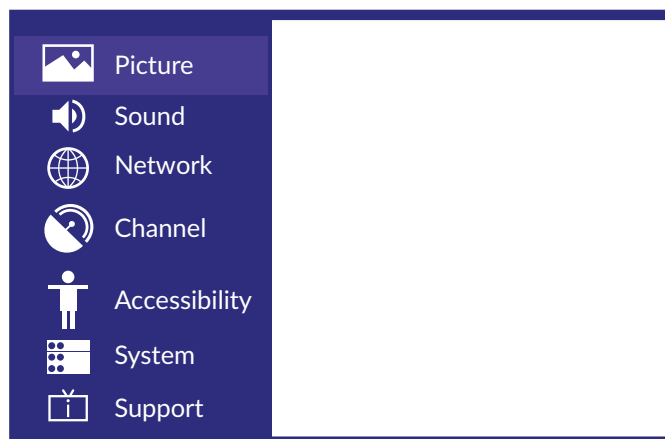 Picture
Sound
Network
Channel
Accessibility
System
i Support